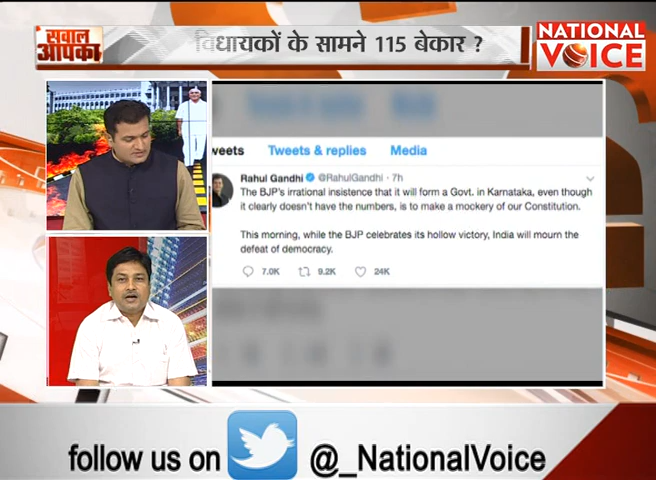 सवाल
आपका
विधायकों के सामने 115 बेकार ?
NATIONAL
VOICE
Tweets & replies
Media
Rahul Gandhi @RahulGandhi · 7h
The BJP's irrational insistence that it will form a Govt. in Karnataka, even though
it clearly doesn't have the numbers, is to make a mockery of our Constitution.
This morning, while the BJP celebrates its hollow victory, India will mourn the
defeat of democracy.
7.0K 9.2K 24K
follow us on @_NationalVoice